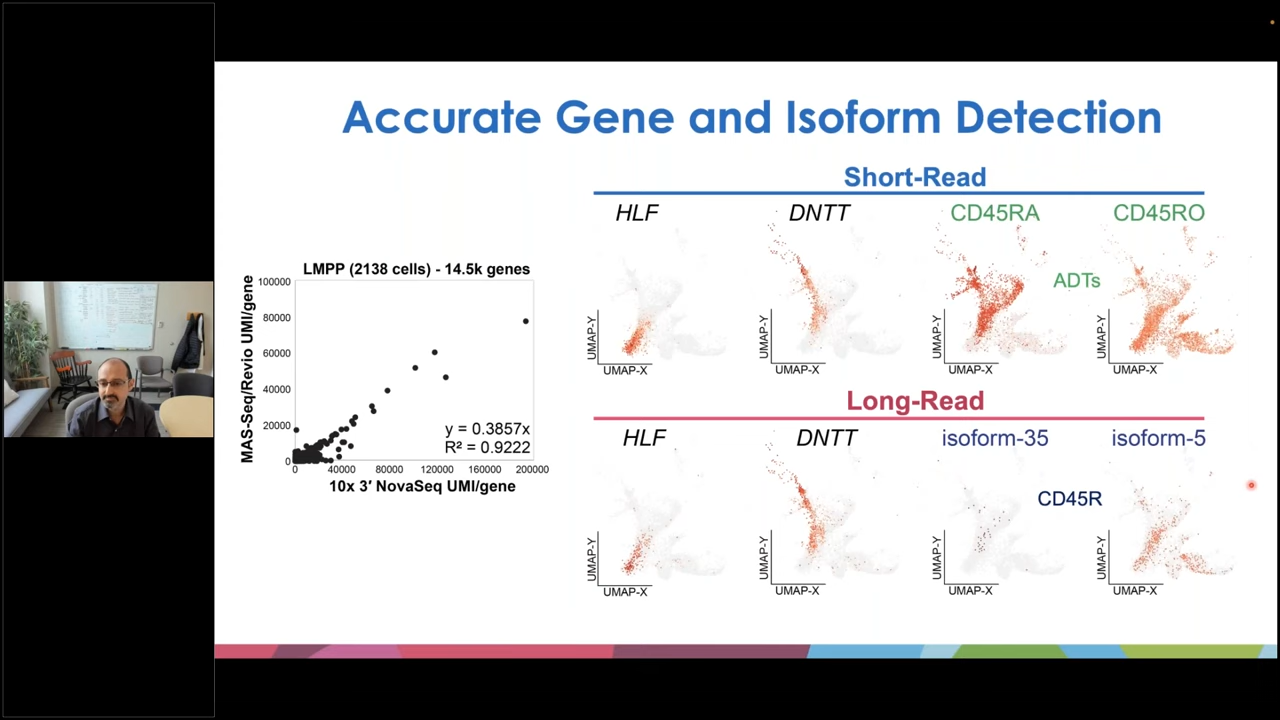 Accurate Gene and Isoform Detection
LMPP (2138 cells) - 14.5k genes
MAS-Seq/Revio UMI/gene
100000
80000
60000
40000
20000
0
y = 0.3857x
R² = 0.9222
0 40000 80000 120000 160000 200000
10x 3′ NovaSeq UMI/gene
Short-Read
HLF DNTT CD45RA CD45RO
ADTs
UMAP-Y UMAP-Y UMAP-Y UMAP-Y
UMAP-X UMAP-X UMAP-X UMAP-X
Long-Read
HLF DNTT isoform-35 isoform-5
CD45R
UMAP-Y UMAP-Y UMAP-Y UMAP-Y
UMAP-X UMAP-X UMAP-X UMAP-X